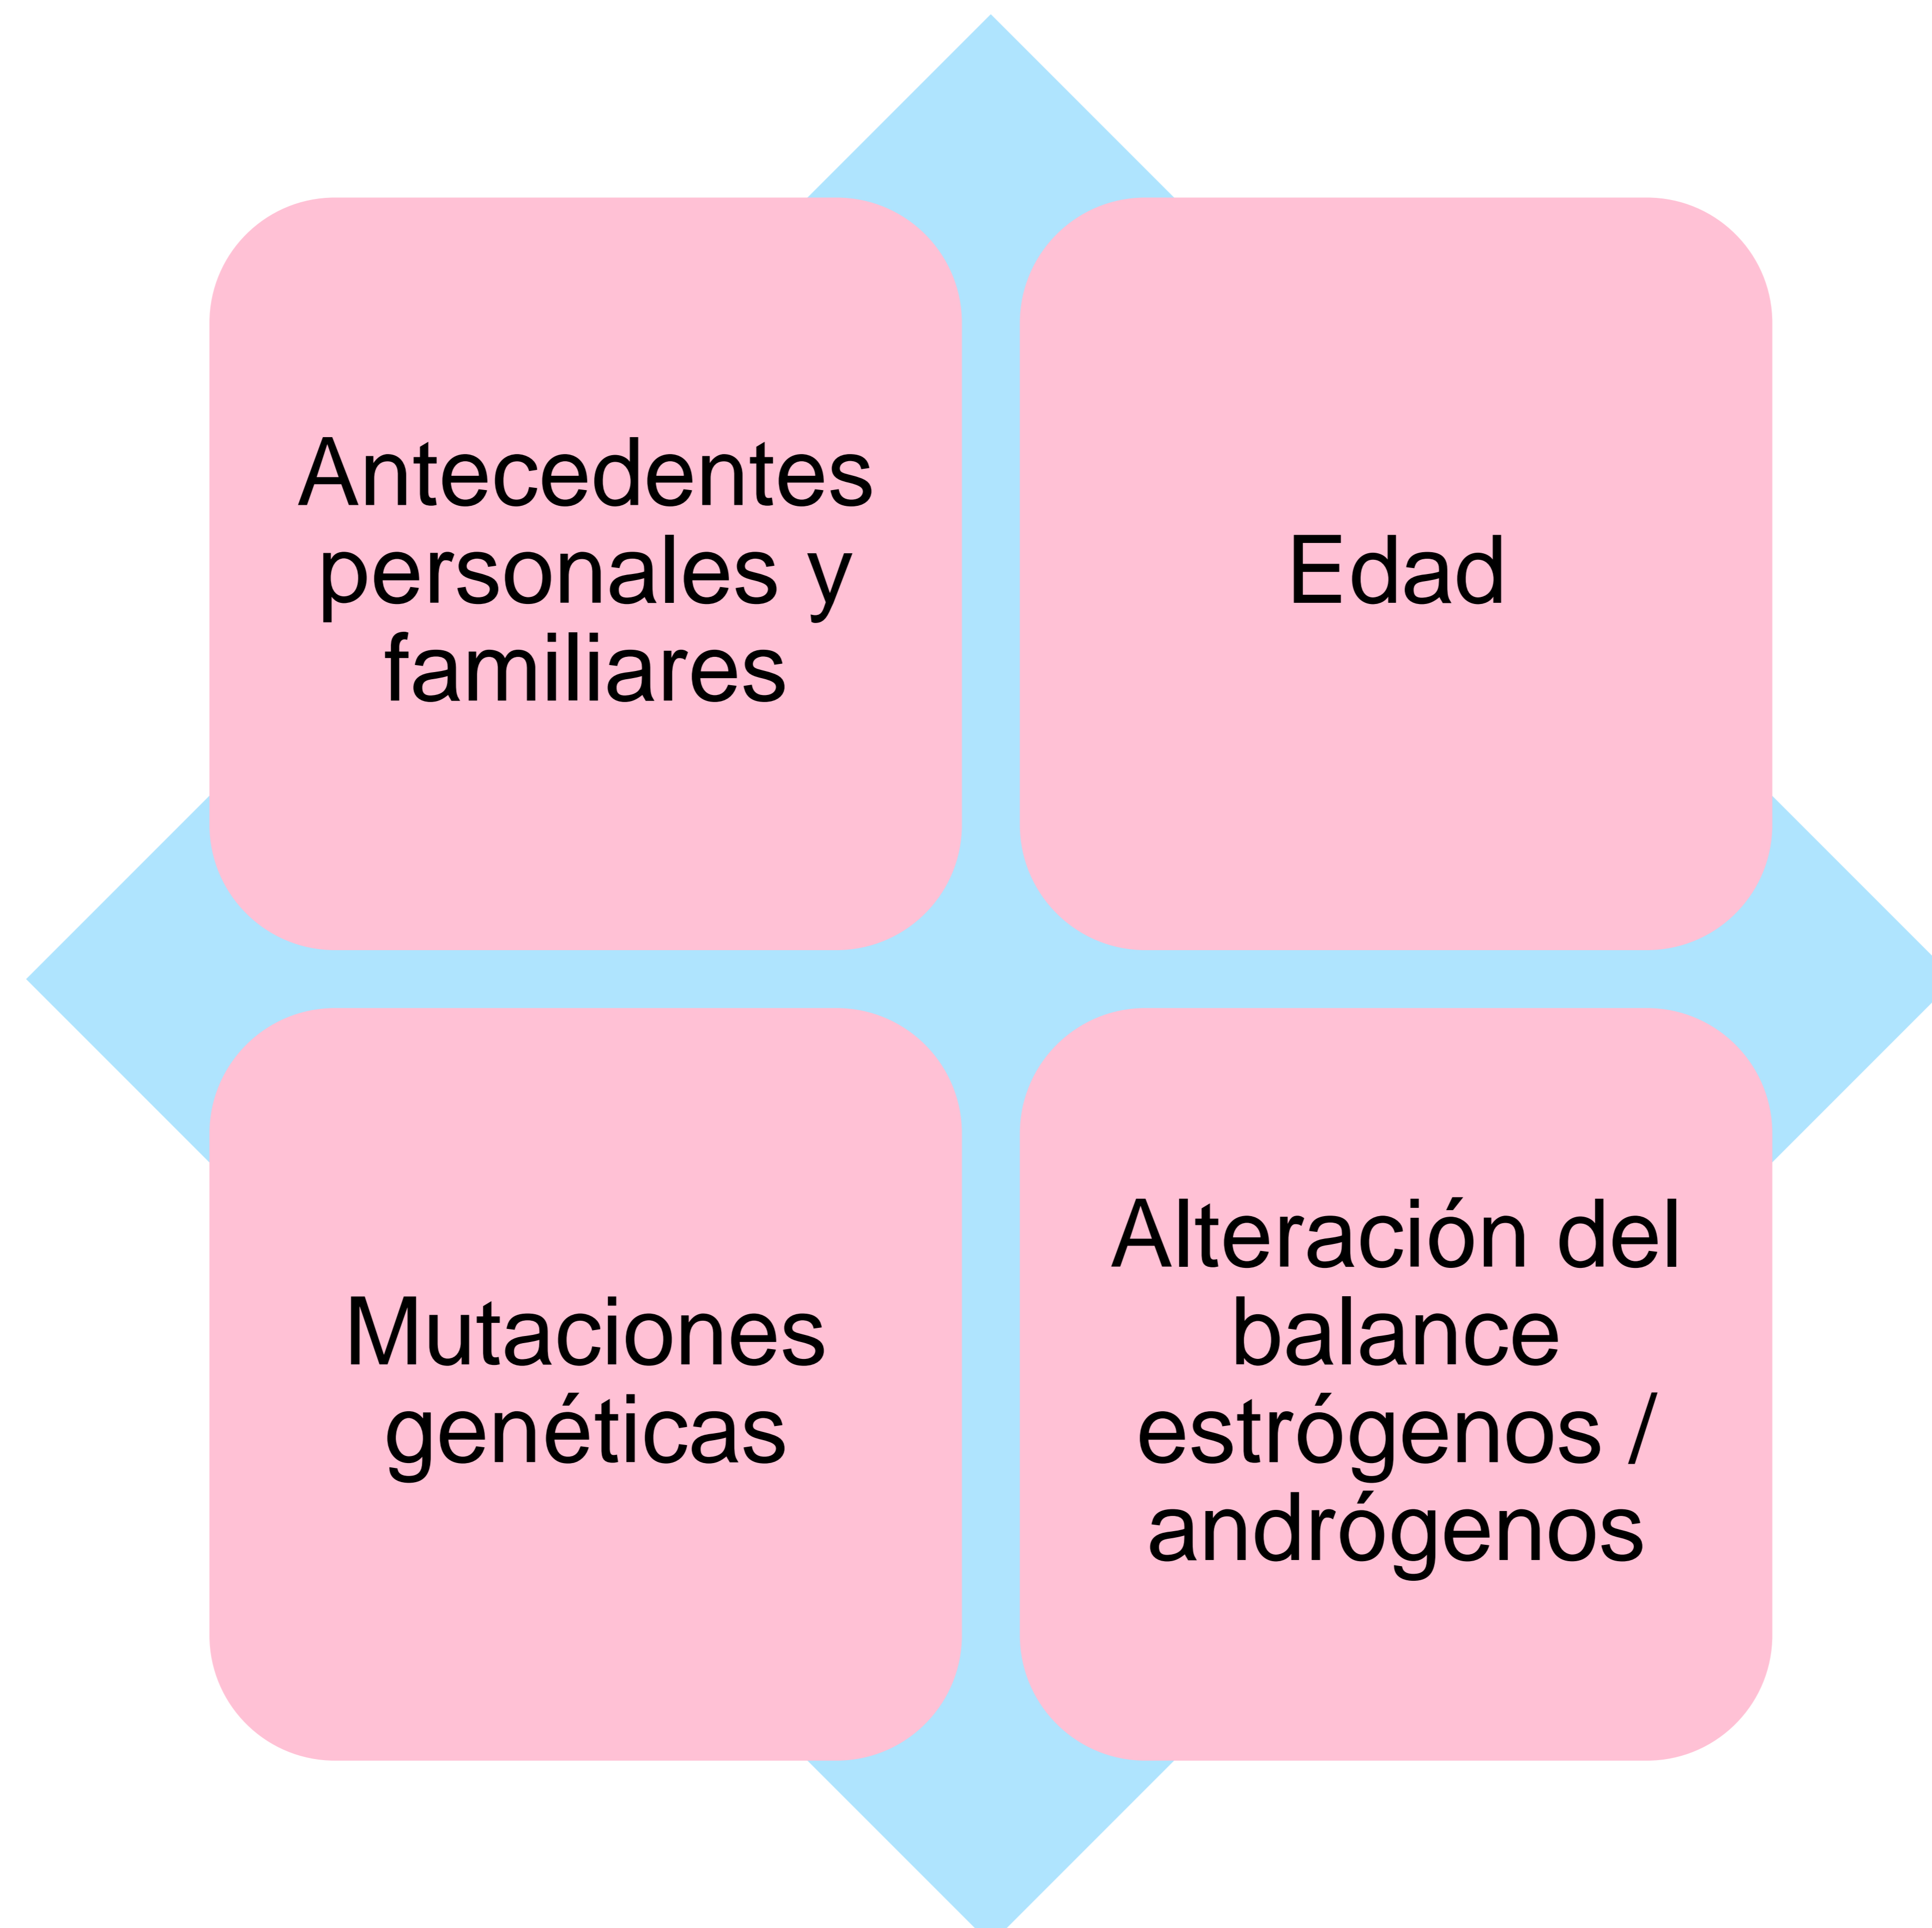 Antecedentes
personales y
familiares
Edad
Mutaciones
genéticas
Alteración del
balance
estrógenos /
andrógenos